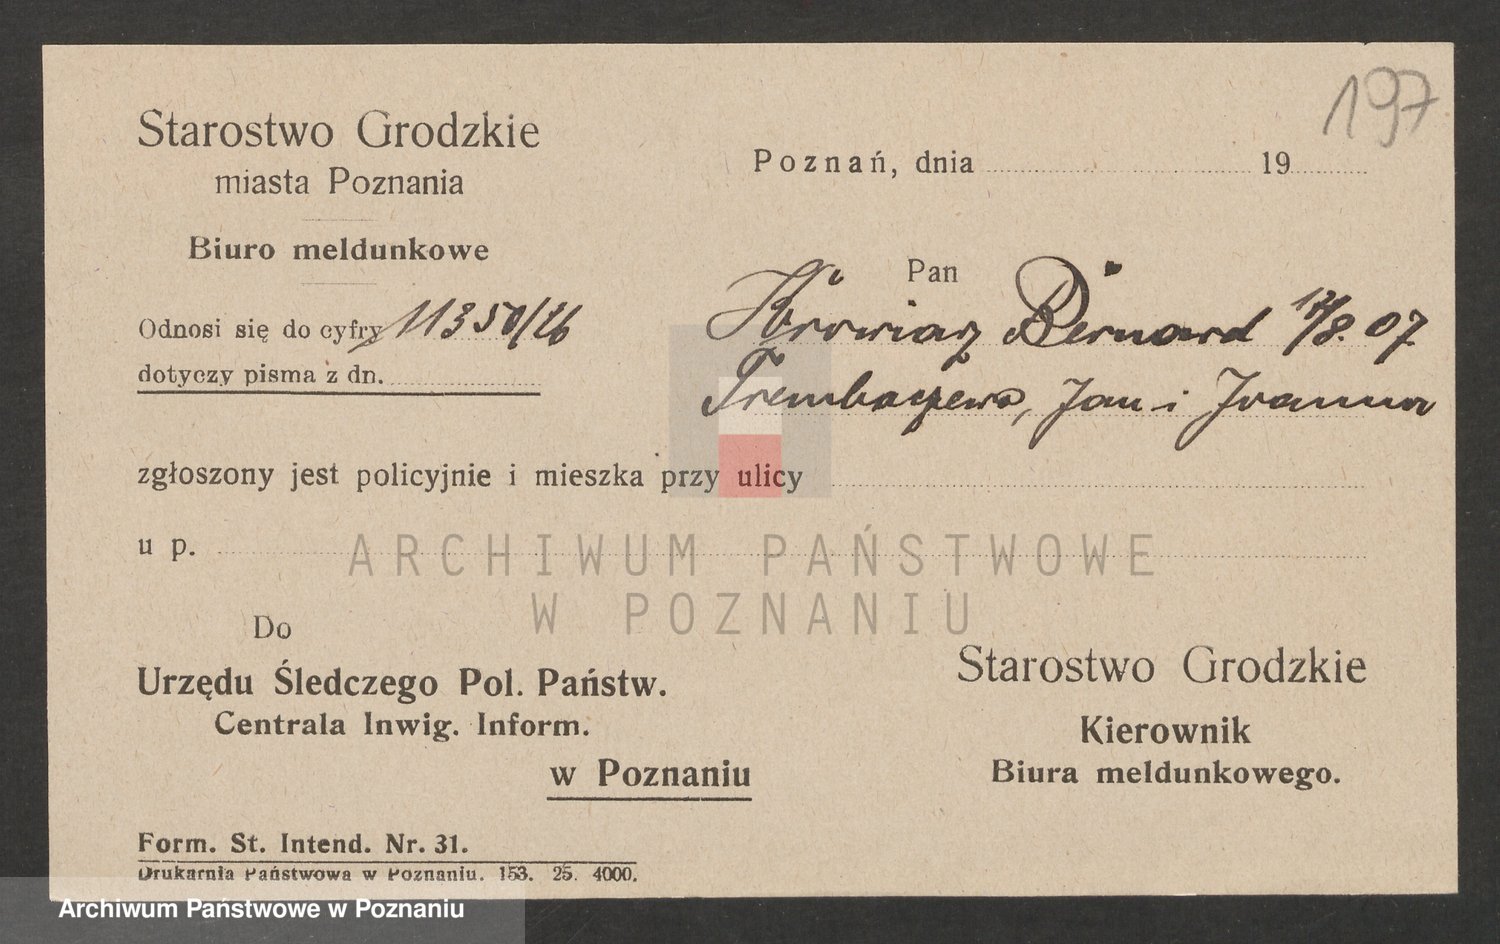 197
Starostwo Grodzkie
miasta Poznania
Biuro meldunkowe
Poznań, dnia 19
Odnosi się do cyfry 11350/26
dotyczy pisma z dn.
Pan
Bernard 12/8. 07
Jan i
zgłoszony jest policyjnie i mieszka przy ulicy
u p.
ARCHIWUM PAŃSTWOWE
W POZNANIU
Do
Urzędu Śledczego Pol. Państw.
Centrala Inwig. Inform.
w Poznaniu
Starostwo Grodzkie
Kierownik
Biura meldunkowego.
Form. St. Intend. Nr. 31.
Drukarnia Państwowa w Poznaniu. 153. 25. 4000.
Archiwum Państwowe w Poznaniu